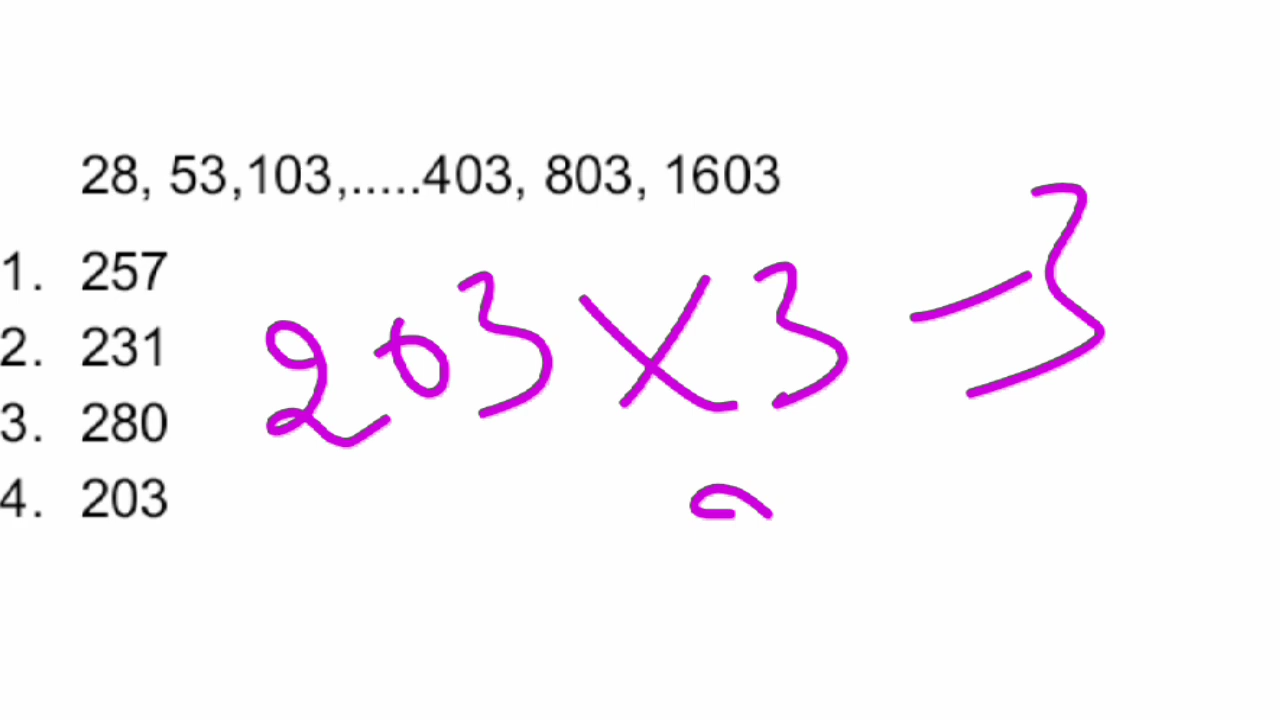 28, 53,103,.....403, 803, 1603
1. 257
2. 231
3. 280
4. 203
203 × 3 – 3